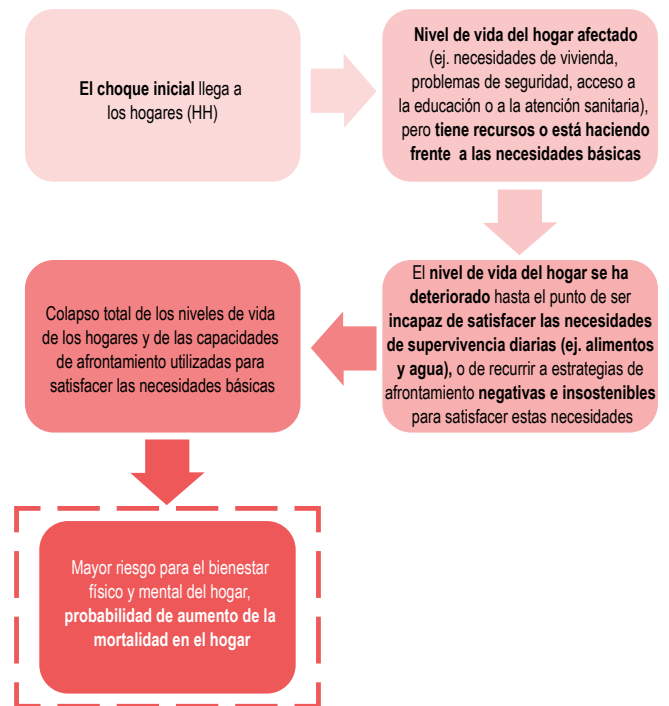 El choque inicial llega a
los hogares (HH)
Nivel de vida del hogar afectado
(ej. necesidades de vivienda,
problemas de seguridad, acceso a
la educación o a la atención sanitaria),
pero tiene recursos o está haciendo
frente a las necesidades básicas
El nivel de vida del hogar se ha
deteriorado hasta el punto de ser
incapaz de satisfacer las necesidades
de supervivencia diarias (ej. alimentos
y agua), o de recurrir a estrategias de
afrontamiento negativas e insostenibles
para satisfacer estas necesidades
Colapso total de los niveles de vida
de los hogares y de las capacidades
de afrontamiento utilizadas para
satisfacer las necesidades básicas
Mayor riesgo para el bienestar
físico y mental del hogar,
probabilidad de aumento de la
mortalidad en el hogar